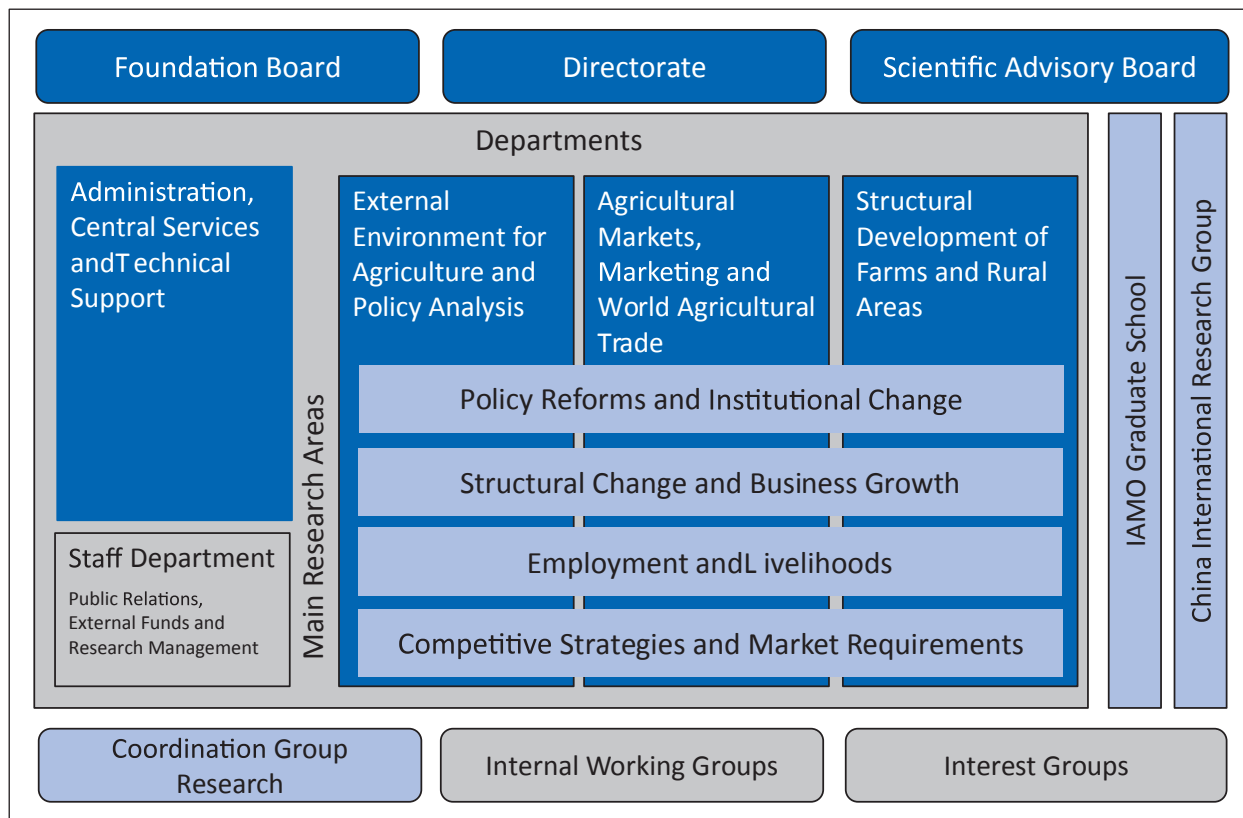 Foundation Board
Directorate
Scientific Advisory Board
Departments
Administration,
Central Services
andT echnical
Support
Staff Department
Public Relations,
External Funds and
Research Management
Main Research Areas
External
Environment for
Agriculture and
Policy Analysis
Agricultural
Markets,
Marketing and
World Agricultural
Trade
Structural
Development of
Farms and Rural
Areas
Policy Reforms and Institutional Change
Structural Change and Business Growth
Employment andL ivelihoods
Competitive Strategies and Market Requirements
IAMO Graduate School
China International Research Group
Coordination Group
Research
Internal Working Groups
Interest Groups